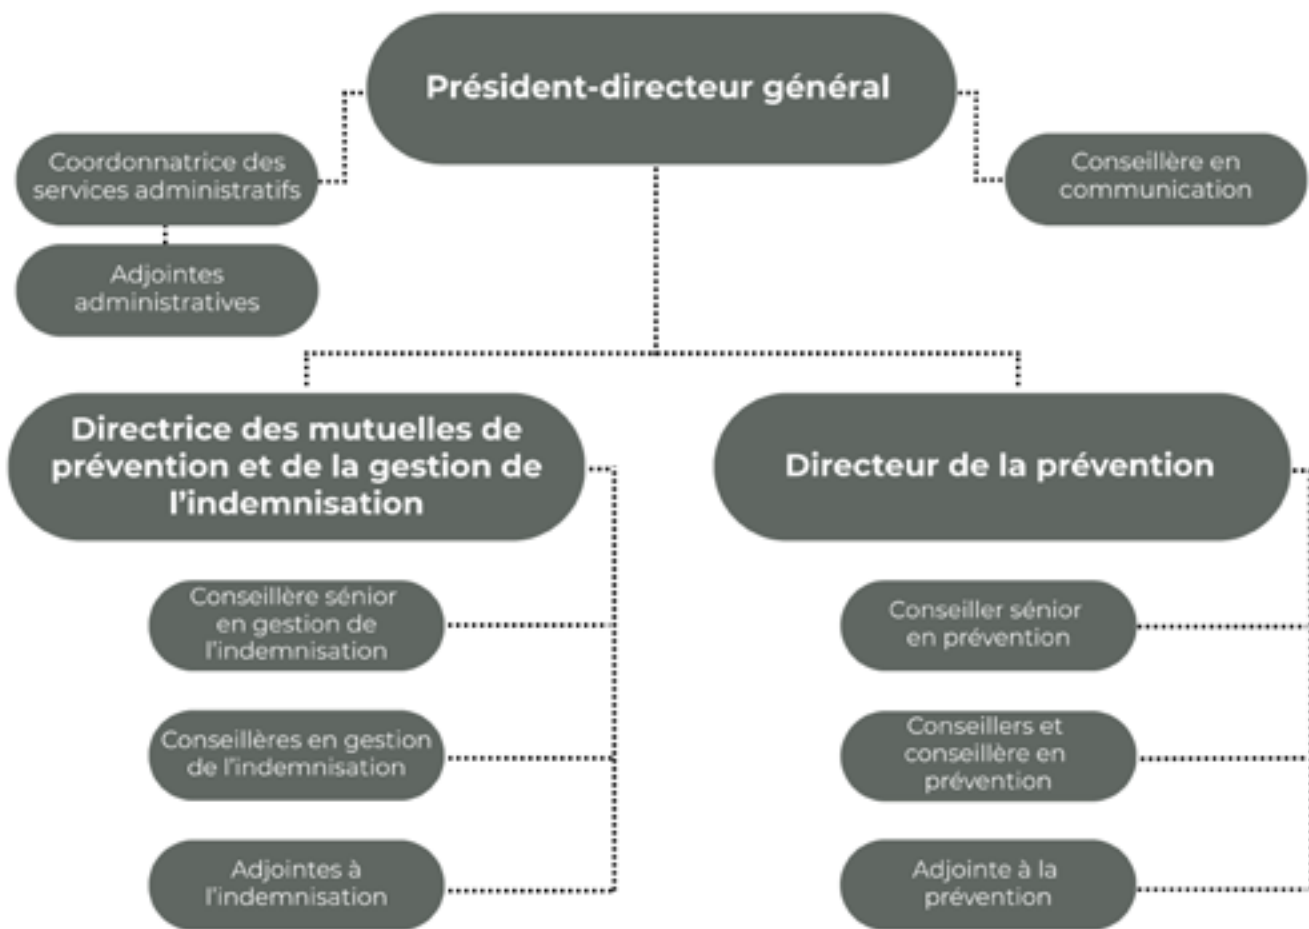 Président-directeur général
Coordonnatrice des
services administratifs
Conseillère en
communication
Adjointes
administratives
Directrice des mutuelles de
prévention et de la gestion de
l'indemnisation
Directeur de la prévention
Conseillère sénior
en gestion de
l'indemnisation
Conseiller sénior
en prévention
Conseillères en gestion
de l'indemnisation
Conseillers et
conseillère en
prévention
Adjointes à
l'indemnisation
Adjointe à la
prévention